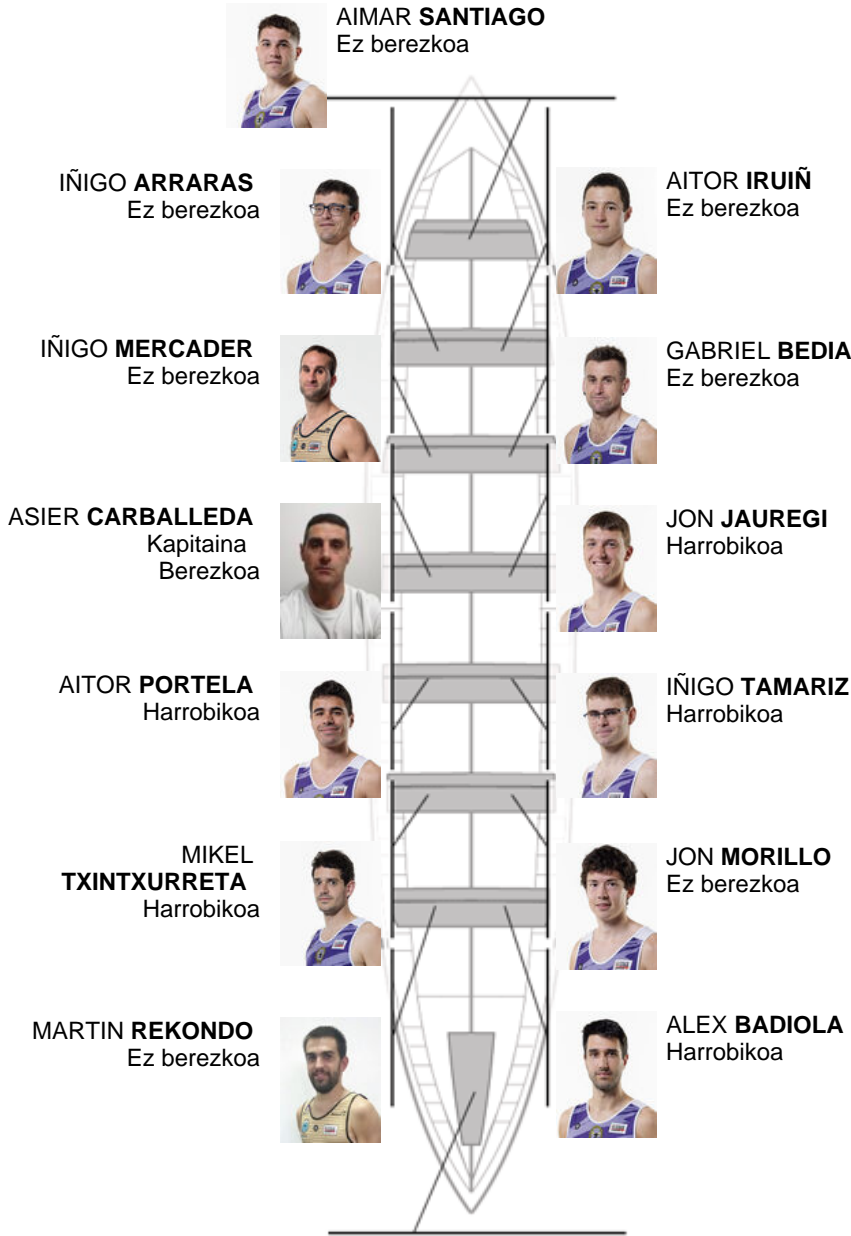 AIMAR SANTIAGO
Ez berezkoa
IÑIGO ARRARAS
Ez berezkoa
AITOR IRUIÑ
Ez berezkoa
IÑIGO MERCADER
Ez berezkoa
GABRIEL BEDIA
Ez berezkoa
ASIER CARBALLEDA
Kapitaina
Berezkoa
JON JAUREGI
Harrobikoa
AITOR PORTELA
Harrobikoa
IÑIGO TAMARIZ
Harrobikoa
MIKEL
TXINTXURRETA
Harrobikoa
JON MORILLO
Ez berezkoa
MARTIN REKONDO
Ez berezkoa
ALEX BADIOLA
Harrobikoa